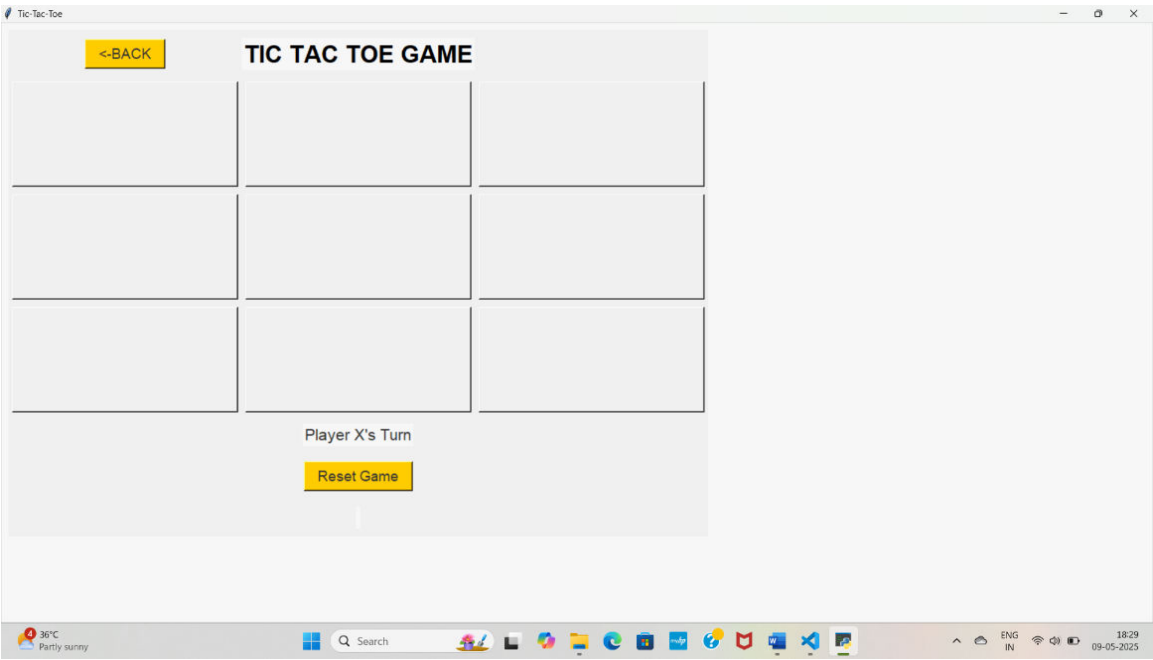 Tic-Tac-Toe
<-BACK
TIC TAC TOE GAME
Player X's Turn
Reset Game
4
36°C
Partly sunny
Search
ENG
IN
18:29
09-05-2025